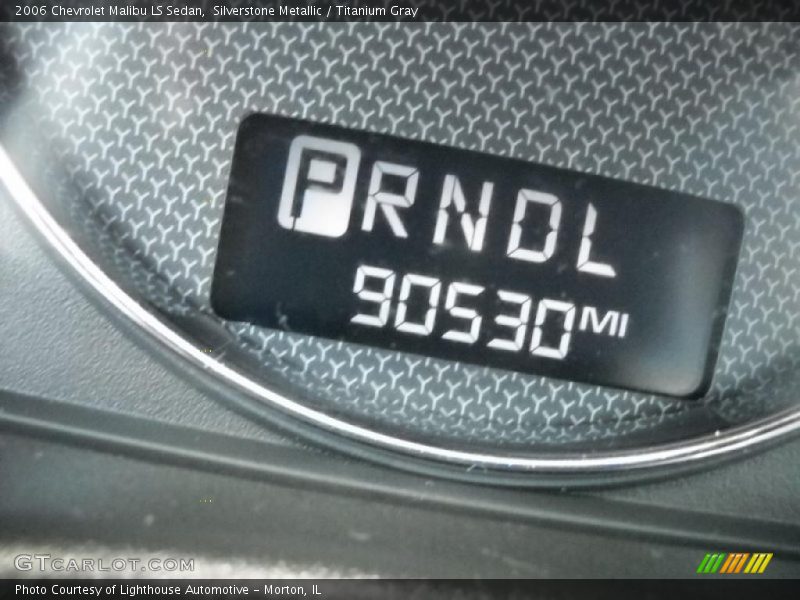 2006 Chevrolet Malibu LS Sedan,  Silverstone Metallic / Titanium Gray
PRNDL
90530MI
GTCARLOT.COM
Photo Courtesy of Lighthouse Automotive – Morton, IL